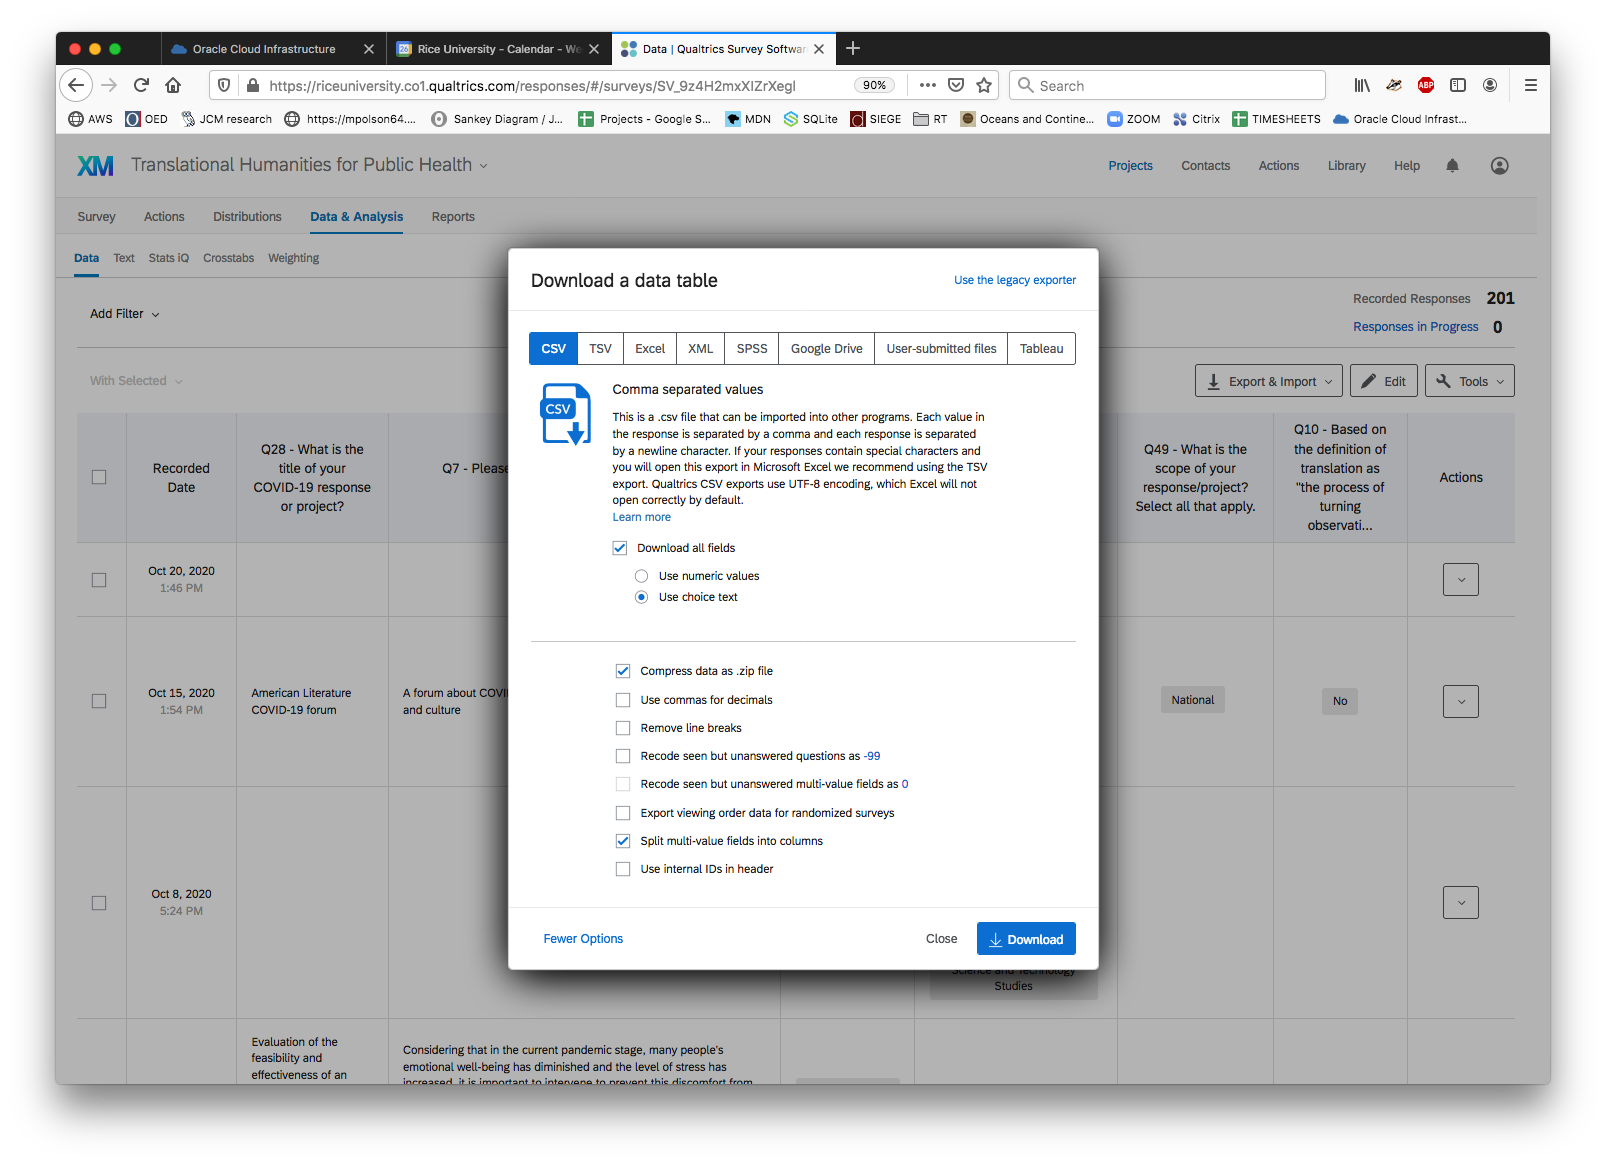 Oracle Cloud Infrastructure
Rice University - Calendar - We
Data | Qualtrics Survey Softwar
https://riceuniversity.co1.qualtrics.com/responses/#/surveys/SV_9z4H2mxXIZrXegl
90%
Search
ABP
AWS
OED
JCM research
https://mpolson64....
Sankey Diagram / J...
Projects - Google S...
MDN
SQLite
SIEGE
RT
Oceans and Contine...
ZOOM
Citrix
TIMESHEETS
Oracle Cloud Infrast...
XM
Translational Humanities for Public Health
Projects
Contacts
Actions
Library
Help
Survey
Actions
Distributions
Data & Analysis
Reports
Data
Text
Stats iQ
Crosstabs
Weighting
Add Filter
Recorded Responses 201
Responses in Progress 0
With Selected
Export & Import
Edit
Tools
Recorded
Date
Q28 - What is the
title of your
COVID-19 response
or project?
Q7 - Please
Q49 - What is the
scope of your
response/project?
Select all that apply.
Q10 - Based on
the definition of
translation as
"the process of
turning
observati...
Actions
Oct 20, 2020
1:46 PM
Oct 15, 2020
1:54 PM
American Literature
COVID-19 forum
A forum about COVI
and culture
National
No
Oct 8, 2020
5:24 PM
Science and Technology
Studies
Evaluation of the
feasibility and
effectiveness of an
Considering that in the current pandemic stage, many people's
emotional well-being has diminished and the level of stress has
increased, it is important to intervene to prevent this discomfort from
Download a data table
Use the legacy exporter
CSV
TSV
Excel
XML
SPSS
Google Drive
User-submitted files
Tableau
CSV
Comma separated values
This is a .csv file that can be imported into other programs. Each value in
the response is separated by a comma and each response is separated
by a newline character. If your responses contain special characters and
you will open this export in Microsoft Excel we recommend using the TSV
export. Qualtrics CSV exports use UTF-8 encoding, which Excel will not
open correctly by default.
Learn more
Download all fields
Use numeric values
Use choice text
Compress data as .zip file
Use commas for decimals
Remove line breaks
Recode seen but unanswered questions as -99
Recode seen but unanswered multi-value fields as 0
Export viewing order data for randomized surveys
Split multi-value fields into columns
Use internal IDs in header
Fewer Options
Close
Download